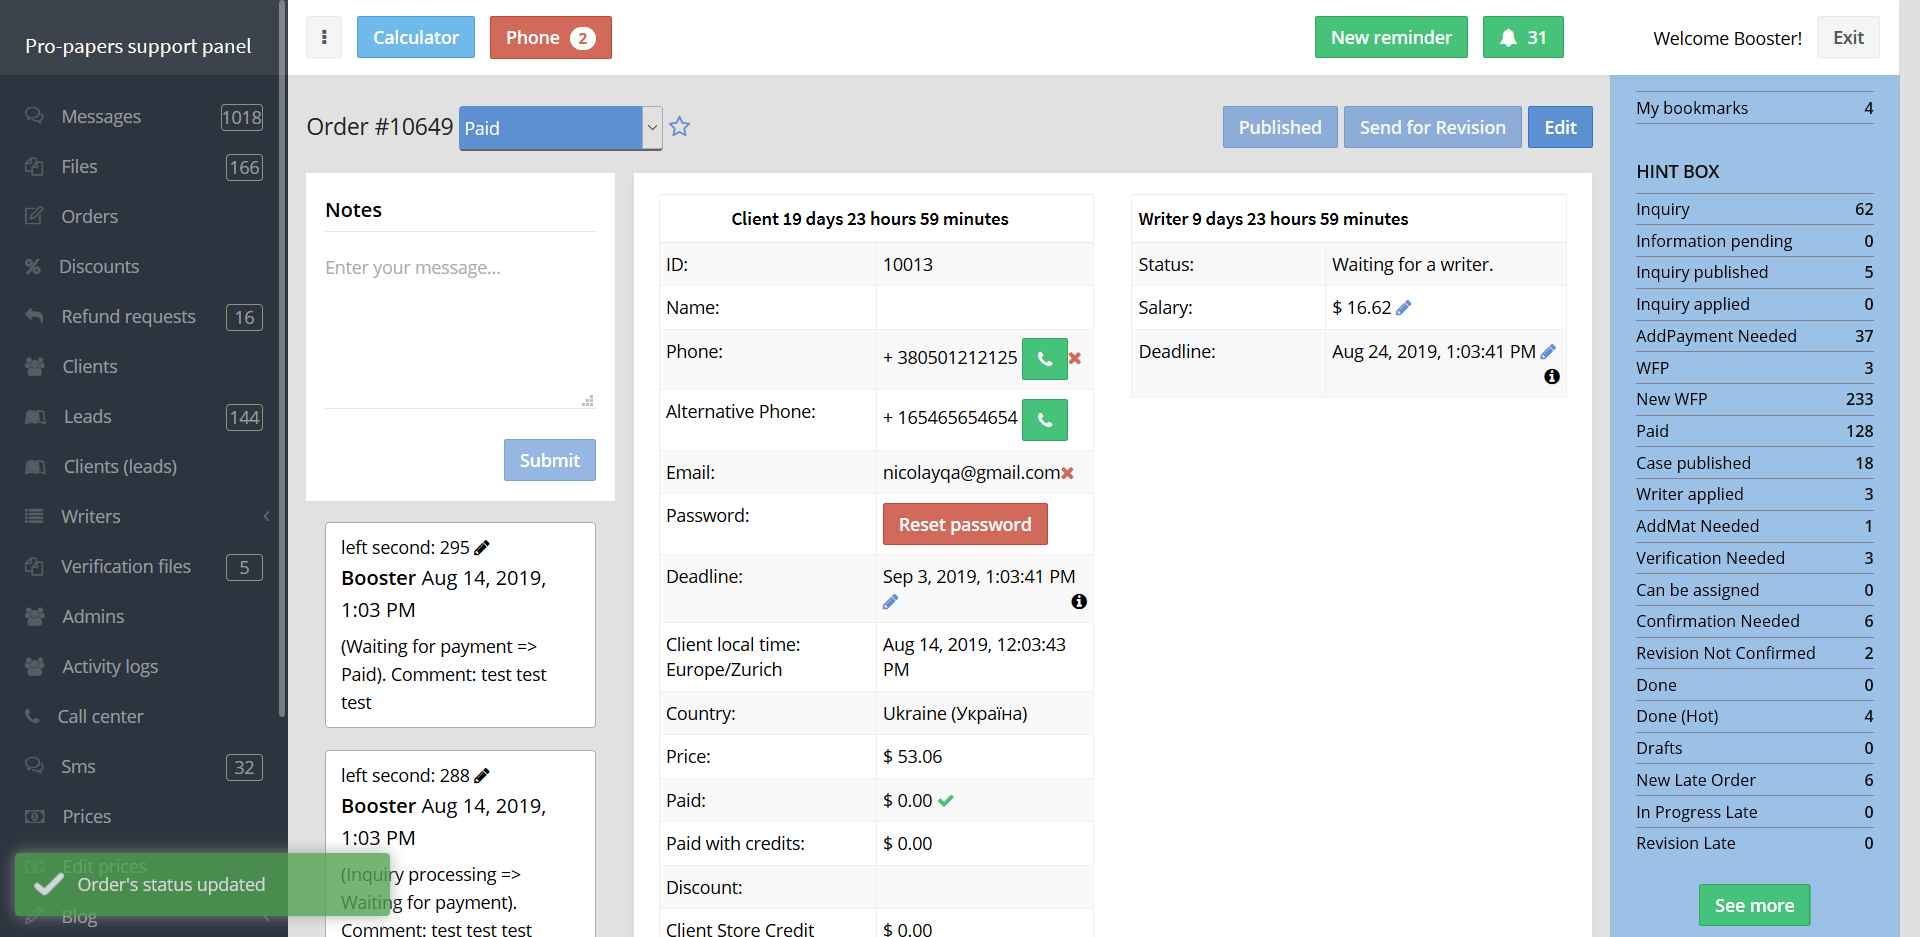 Pro-papers support panel
Calculator
Phone 2
New reminder
31
Welcome Booster!
Exit
Messages 1018
Files 166
Orders
Discounts
Refund requests 16
Clients
Leads 144
Clients (leads)
Writers
Verification files 5
Admins
Activity logs
Call center
Sms 32
Prices
Edit prices
Blog
Order's status updated
Order #10649 Paid
Published
Send for Revision
Edit
Notes
Enter your message...
Submit
left second: 295
Booster Aug 14, 2019,
1:03 PM
(Waiting for payment =>
Paid). Comment: test test
test
left second: 288
Booster Aug 14, 2019,
1:03 PM
(Inquiry processing =>
Waiting for payment).
Comment: test test test
Client 19 days 23 hours 59 minutes
ID: 10013
Name:
Phone: + 380501212125
Alternative Phone: + 165465654654
Email: nicolayqa@gmail.com
Password: Reset password
Deadline: Sep 3, 2019, 1:03:41 PM
Client local time: Aug 14, 2019, 12:03:43
Europe/Zurich PM
Country: Ukraine (Україна)
Price: $ 53.06
Paid: $ 0.00
Paid with credits: $ 0.00
Discount:
Client Store Credit $ 0.00
Writer 9 days 23 hours 59 minutes
Status: Waiting for a writer.
Salary: $ 16.62
Deadline: Aug 24, 2019, 1:03:41 PM
My bookmarks 4
HINT BOX
Inquiry 62
Information pending 0
Inquiry published 5
Inquiry applied 0
AddPayment Needed 37
WFP 3
New WFP 233
Paid 128
Case published 18
Writer applied 3
AddMat Needed 1
Verification Needed 3
Can be assigned 0
Confirmation Needed 6
Revision Not Confirmed 2
Done 0
Done (Hot) 4
Drafts 0
New Late Order 6
In Progress Late 0
Revision Late 0
See more